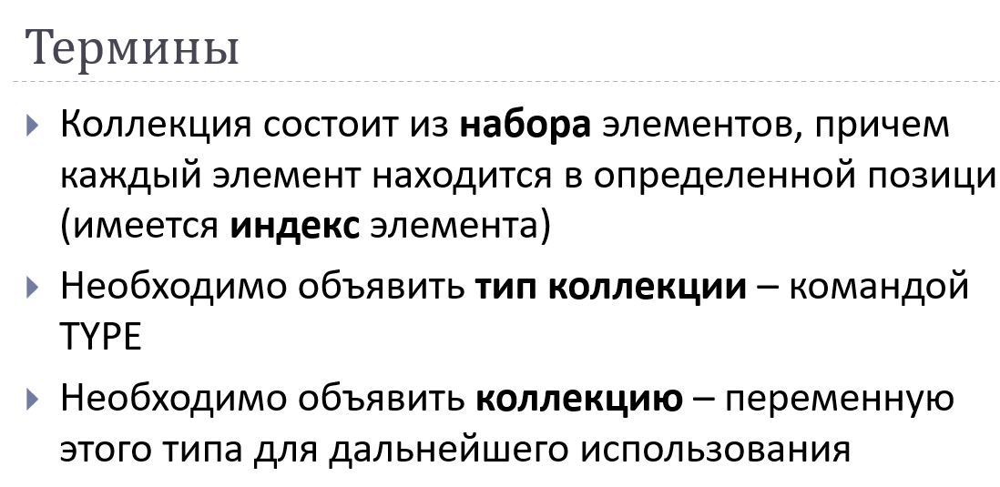 Термины
Коллекция состоит из набора элементов, причем
каждый элемент находится в определенной позици
(имеется индекс элемента)
Необходимо объявить тип коллекции – командой
TYPE
Необходимо объявить коллекцию – переменную
этого типа для дальнейшего использования